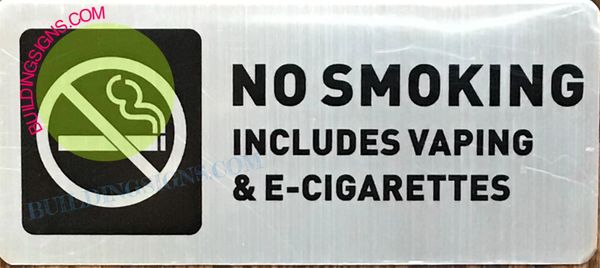 BUILDINGSIGNS.COM
NO SMOKING
INCLUDES VAPING
& E-CIGARETTES
BUILDINGSIGNS.COM